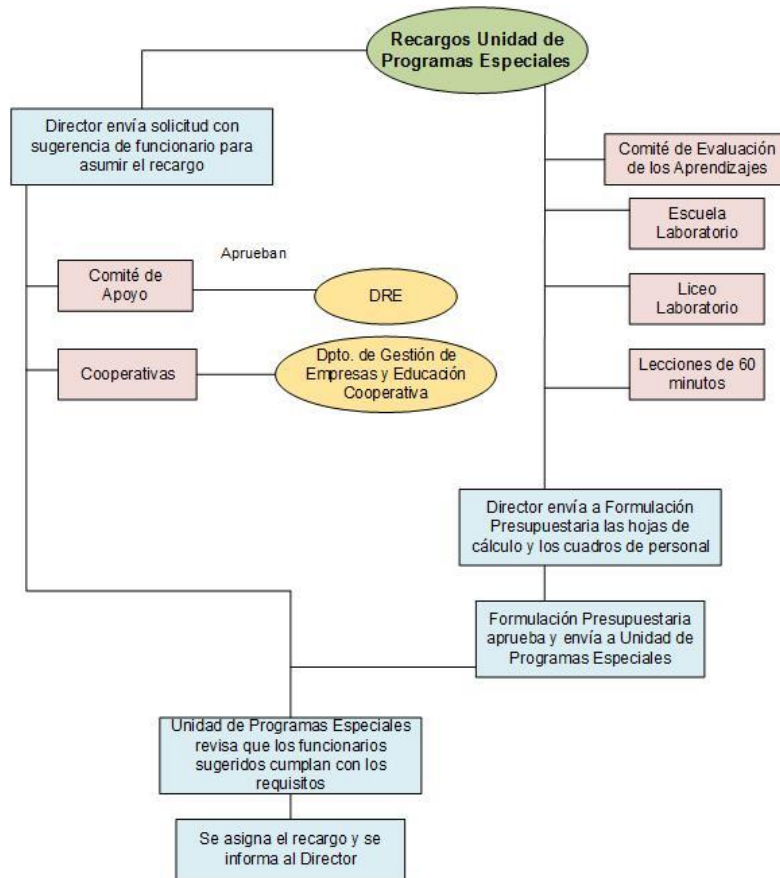 Recargos Unidad de
Programas Especiales
Director envía solicitud con
sugerencia de funcionario para
asumir el recargo
Comité de
Apoyo
Aprueban
DRE
Cooperativas
Dpto. de Gestión de
Empresas y Educación
Cooperativa
Comité de Evaluación
de los Aprendizajes
Escuela
Laboratorio
Liceo
Laboratorio
Lecciones de 60
minutos
Director envía a Formulación
Presupuestaria las hojas de
cálculo y los cuadros de personal
Formulación Presupuestaria
aprueba y envía a Unidad de
Programas Especiales
Unidad de Programas Especiales
revisa que los funcionarios
sugeridos cumplan con los
requisitos
Se asigna el recargo y se
informa al Director